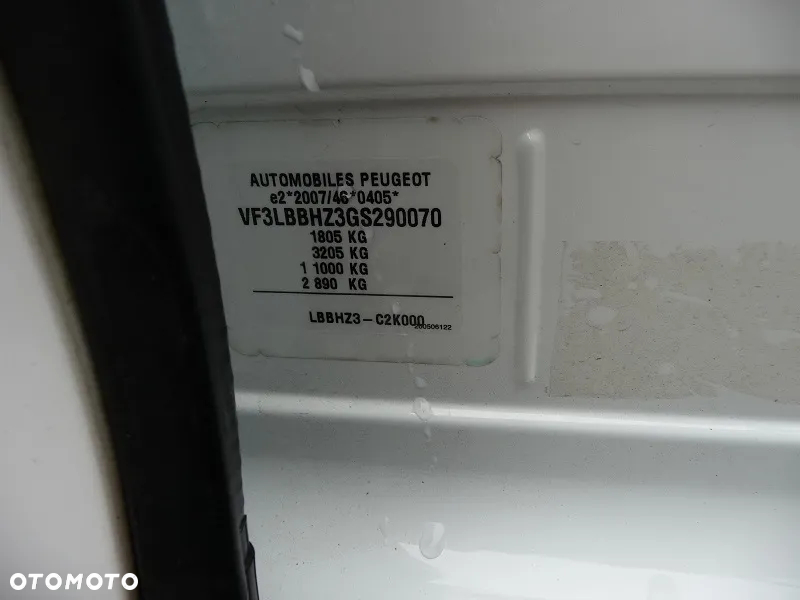 AUTOMOBILES PEUGEOT
e2*2007/46*0405*
VF3LBBHZ3GS290070
1805 KG
3205 KG
1 1000 KG
2 890 KG
LBBHZ3-C2K000
200506122
OTOMOTO